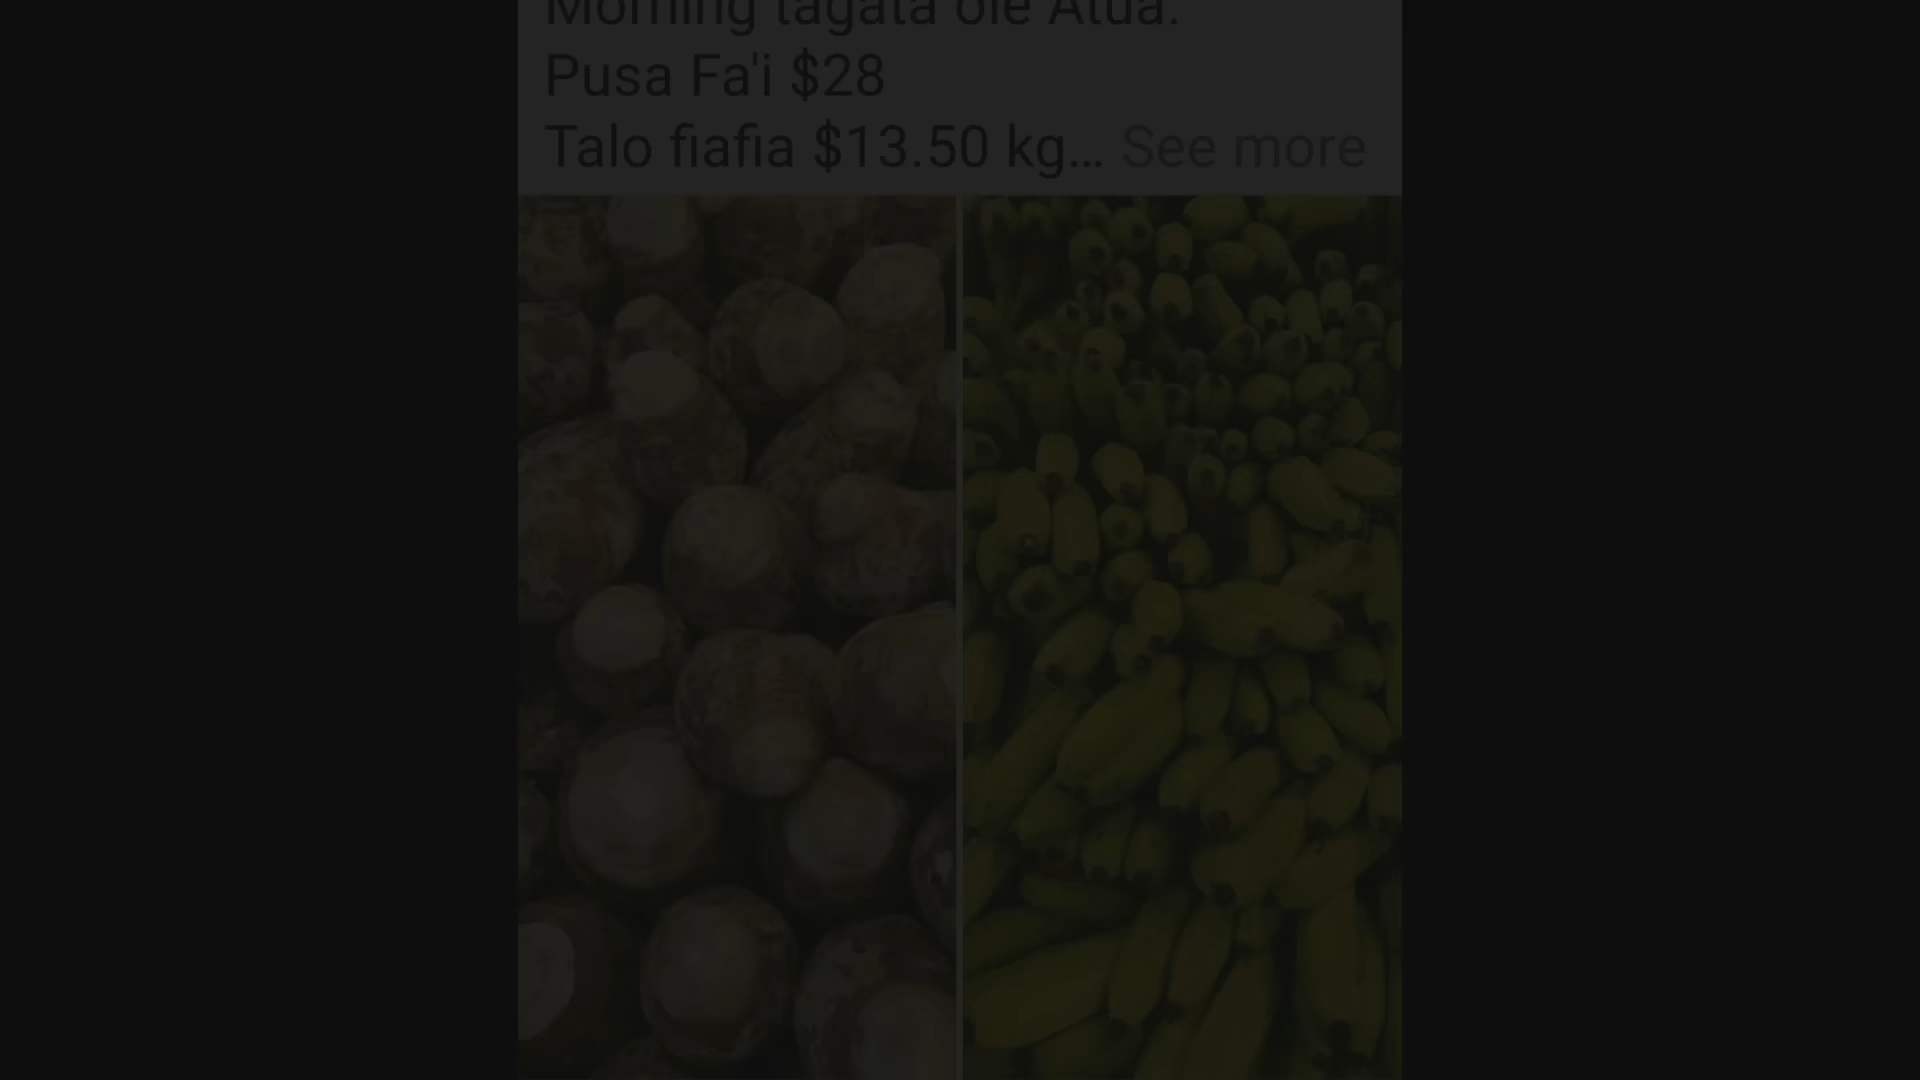 Morning tagata ole Atua.
Pusa Fa'i $28
Talo fiafia $13.50 kg... See more